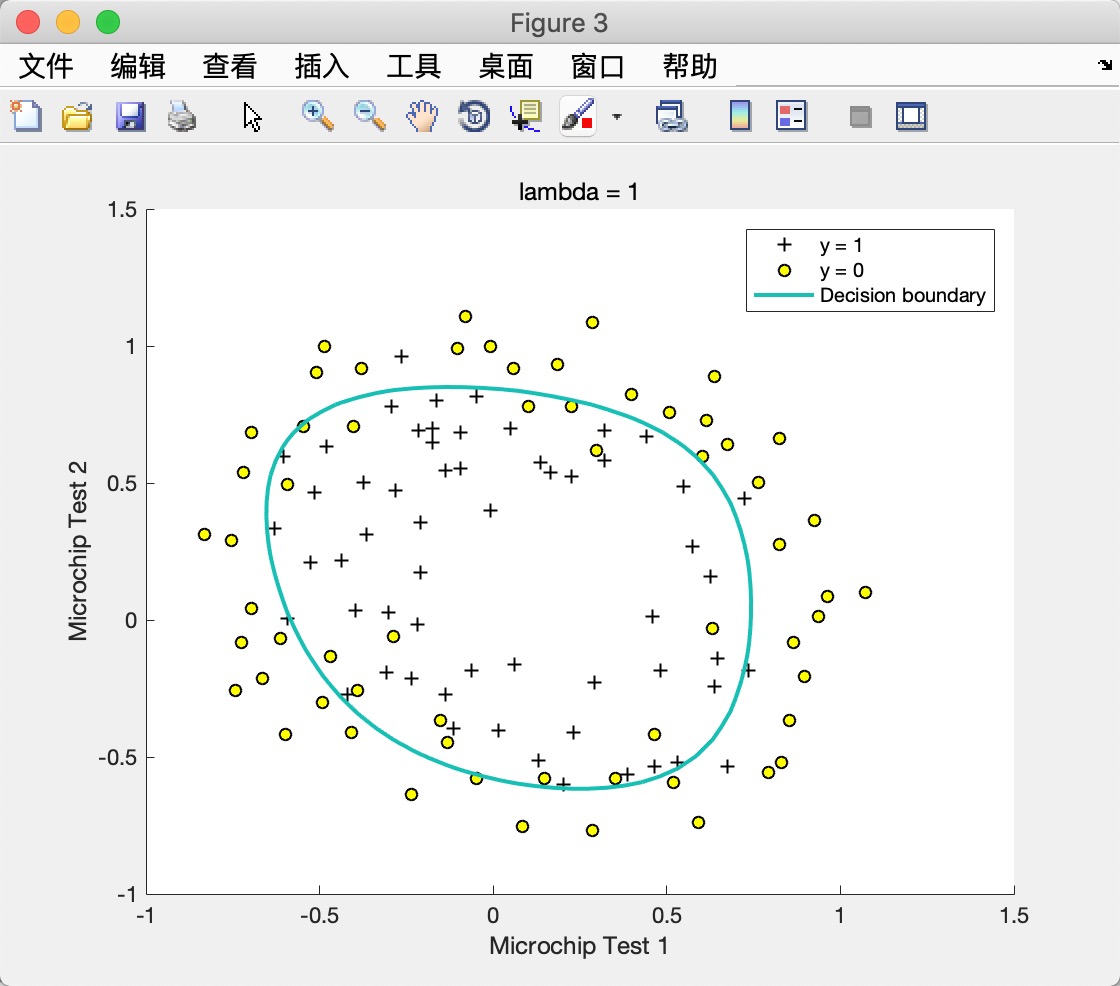 Figure 3
文件 编辑 查看 插入 工具 桌面 窗口 帮助
lambda = 1
y = 1
y = 0
Decision boundary
1.5
1
0.5
0
-0.5
-1
Microchip Test 2
-1 -0.5 0 0.5 1 1.5
Microchip Test 1